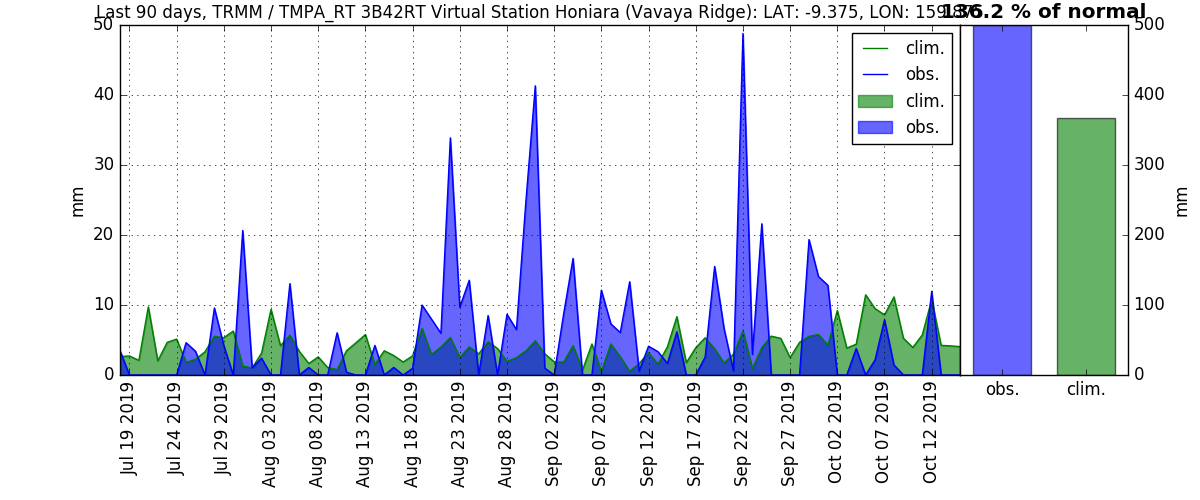 Last 90 days, TRMM / TMPA_RT 3B42RT Virtual Station Honiara (Vavaya Ridge): LAT: -9.375, LON:
136.2 % of normal
50
40
30
20
10
0
mm
clim.
obs.
clim.
obs.
500
400
300
200
100
0
mm
obs.
clim.
Jul 19 2019
Jul 24 2019
Jul 29 2019
Aug 03 2019
Aug 08 2019
Aug 13 2019
Aug 18 2019
Aug 23 2019
Aug 28 2019
Sep 02 2019
Sep 07 2019
Sep 12 2019
Sep 17 2019
Sep 22 2019
Sep 27 2019
Oct 02 2019
Oct 07 2019
Oct 12 2019